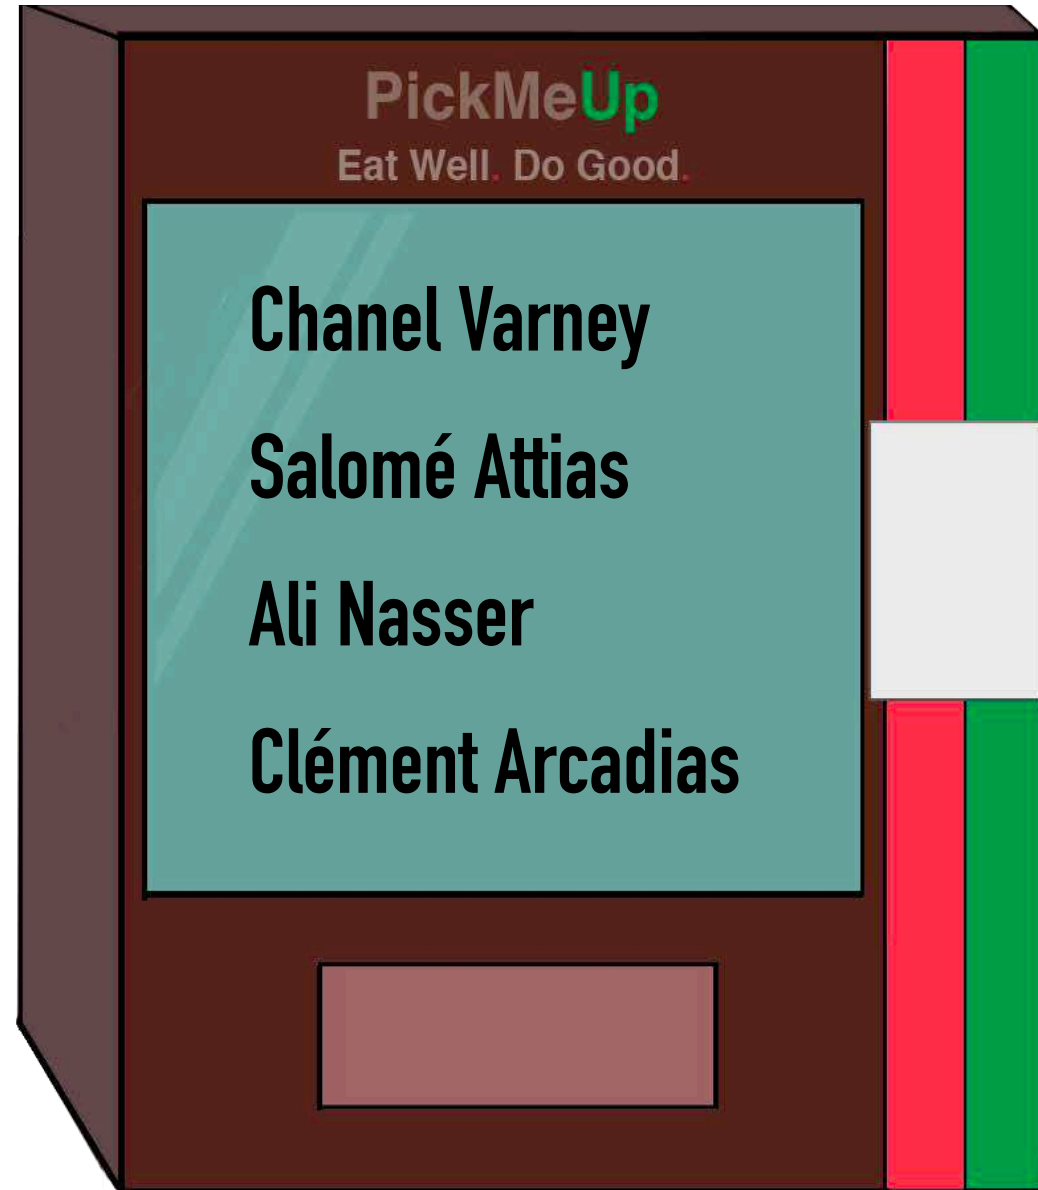 PickMeUp
Eat Well. Do Good.
Chanel Varney
Salomé Attias
Ali Nasser
Clément Arcadias